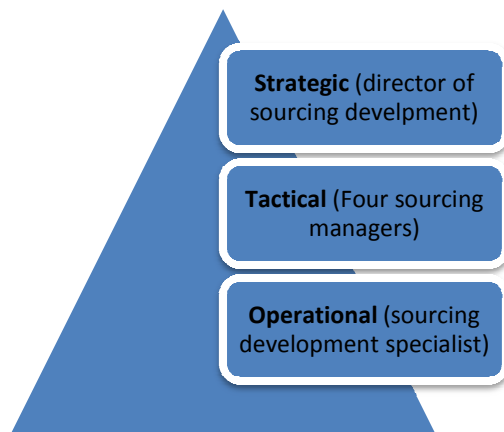 Strategic (director of
sourcing develpment)
Tactical (Four sourcing
managers)
Operational (sourcing
development specialist)